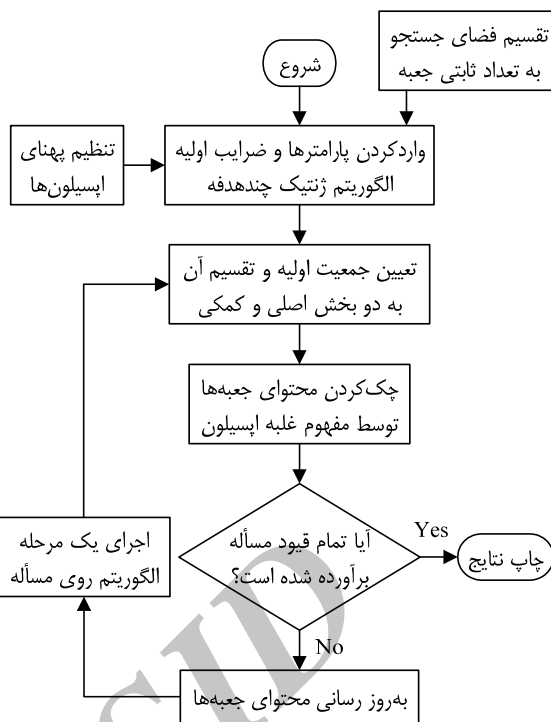 تقسیم فضای جستجو
به تعداد ثابتی جعبه
شروع
تنظیم پهنای
اپسیلون‌ها
واردکردن پارامترها و ضرایب اولیه
الگوریتم ژنتیک چندهدفه
تعیین جمعیت اولیه و تقسیم آن
به دو بخش اصلی و کمکی
چک‌کردن محتوای جعبه‌ها
توسط مفهوم غلبه اپسیلون
آیا تمام قیود مسأله
برآورده شده است؟
Yes
چاپ نتایج
No
اجرای یک مرحله
الگوریتم روی مسأله
به‌روز رسانی محتوای جعبه‌ها
SID